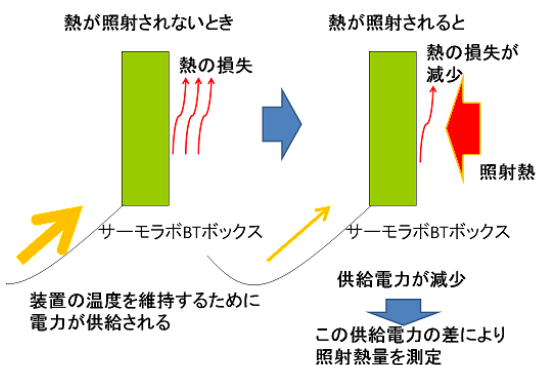 熱が照射されないとき
熱の損失
サーモラボBTボックス
装置の温度を維持するために
電力が供給される
熱が照射されると
熱の損失が
減少
照射熱
サーモラボBTボックス
供給電力が減少
この供給電力の差により
照射熱量を測定